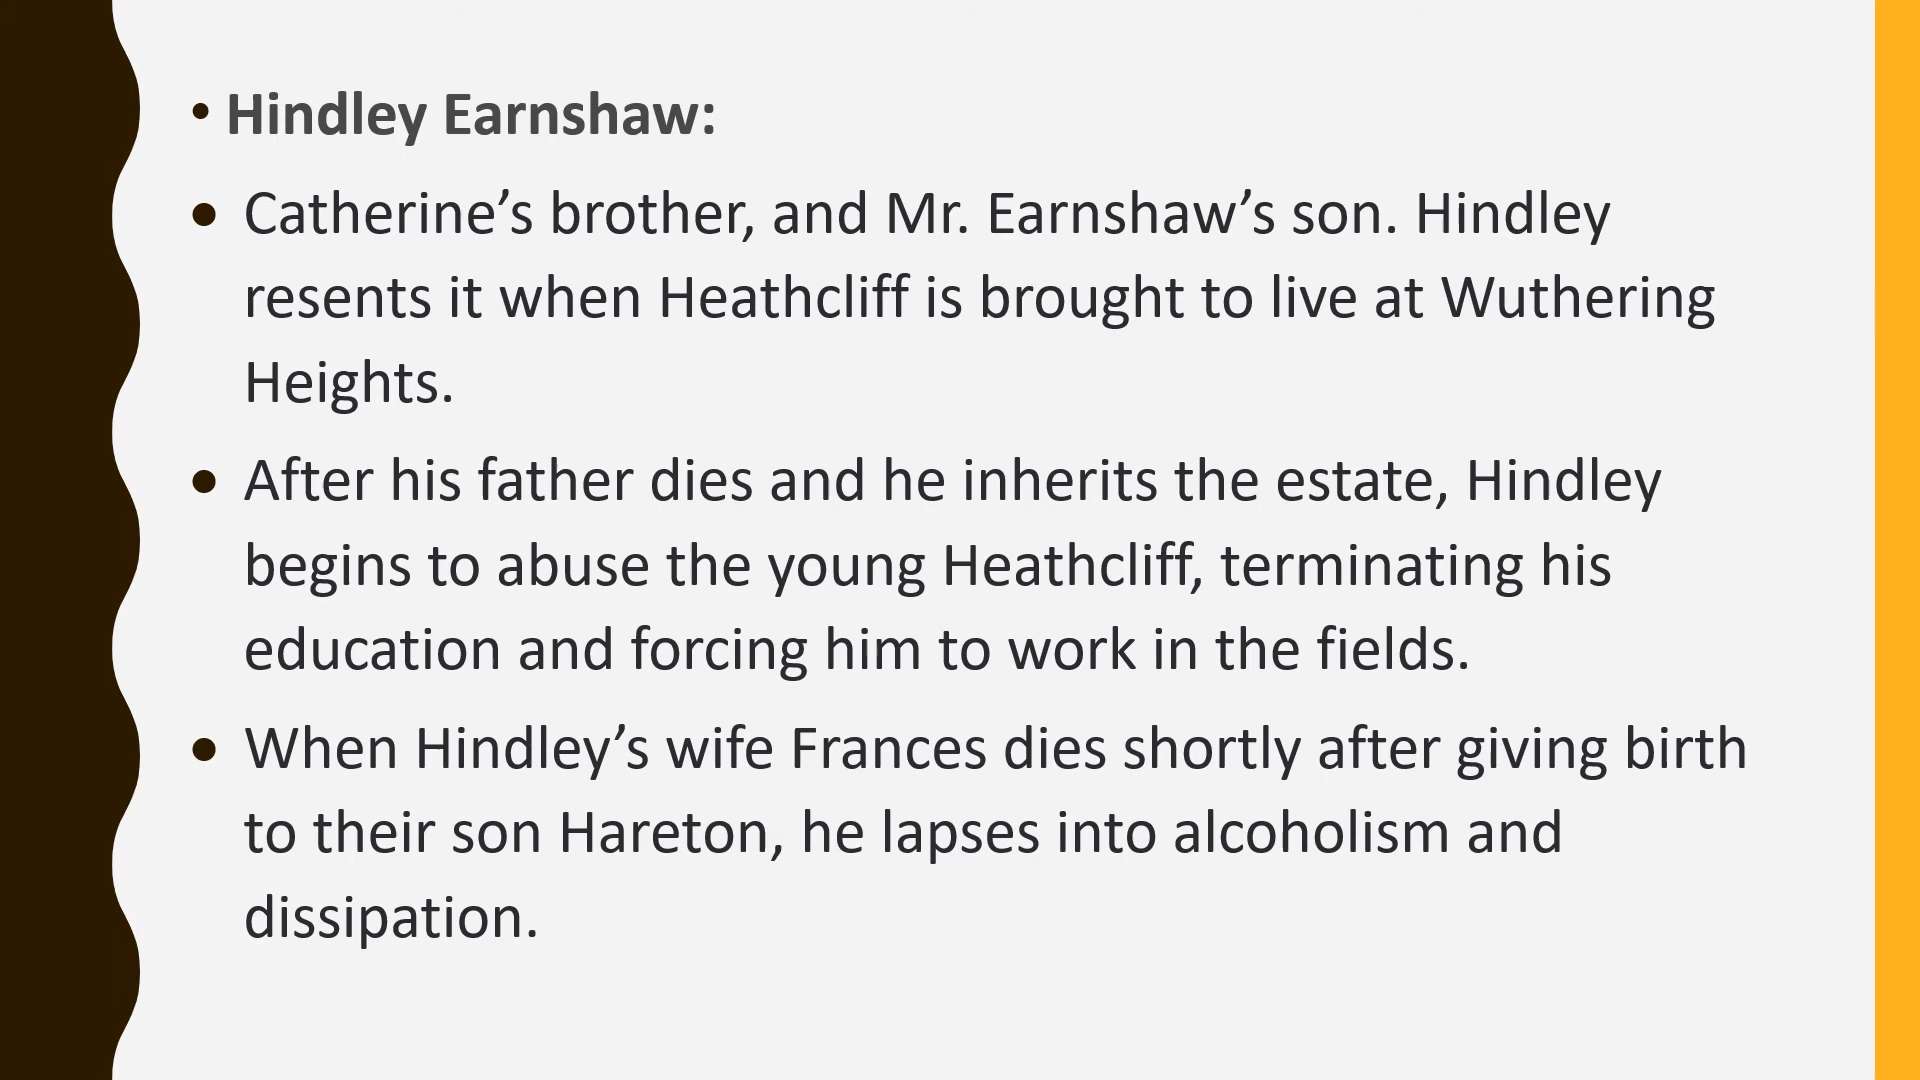 • Hindley Earnshaw:
• Catherine’s brother, and Mr. Earnshaw’s son. Hindley
resents it when Heathcliff is brought to live at Wuthering
Heights.
• After his father dies and he inherits the estate, Hindley
begins to abuse the young Heathcliff, terminating his
education and forcing him to work in the fields.
• When Hindley’s wife Frances dies shortly after giving birth
to their son Hareton, he lapses into alcoholism and
dissipation.